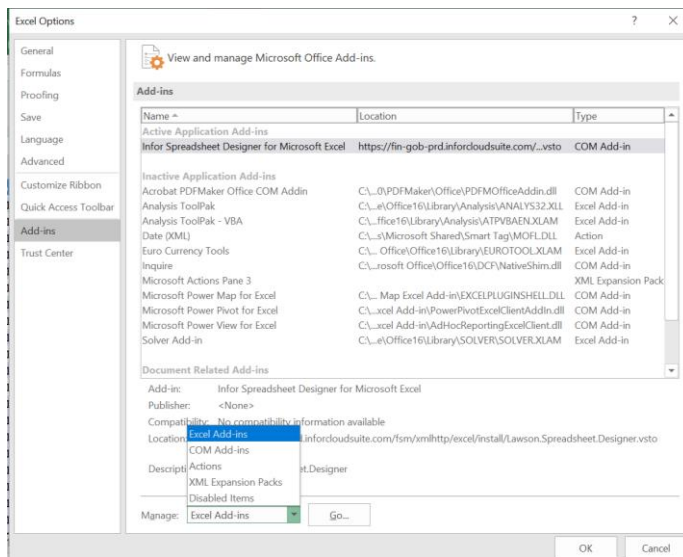 Excel Options ? ×
General
Formulas
Proofing
Save
Language
Advanced
Customize Ribbon
Quick Access Toolbar
Add-ins
Trust Center
View and manage Microsoft Office Add-ins.
Add-ins
Name Location Type
Active Application Add-ins
Infor Spreadsheet Designer for Microsoft Excel https://fin-gob-prd.inforcloudsuite.com/...vsto COM Add-in
Inactive Application Add-ins
Acrobat PDFMaker Office COM Addin C:\...0\PDFMaker\Office\PDFMOfficeAddin.dll COM Add-in
Analysis ToolPak C:\...e\Office16\Library\Analysis\ANALYS32.XLL Excel Add-in
Analysis ToolPak - VBA C:\...ffice16\Library\Analysis\ATPVBAEN.XLAM Excel Add-in
Date (XML) C:\...s\Microsoft Shared\Smart Tag\MOFL.DLL Action
Euro Currency Tools C:\... Office\Office16\Library\EUROTOOL.XLAM Excel Add-in
Inquire C:\...rosoft Office\Office16\DCF\NativeShim.dll COM Add-in
Microsoft Actions Pane 3 XML Expansion Pack
Microsoft Power Map for Excel C:\... Map Excel Add-in\EXCELPLUGINSHELL.DLL COM Add-in
Microsoft Power Pivot for Excel C:\...xcel Add-in\PowerPivotExcelClientAddIn.dll COM Add-in
Microsoft Power View for Excel C:\...xcel Add-in\AdHocReportingExcelClient.dll COM Add-in
Solver Add-in C:\...e\Office16\Library\SOLVER\SOLVER.XLAM Excel Add-in
Document Related Add-ins
Add-in: Infor Spreadsheet Designer for Microsoft Excel
Publisher: <None>
Compatibility: No compatibility information available
Location: d.inforcloudsuite.com/fsm/xmlhttp/excel/install/Lawson.Spreadsheet.Designer.vsto
Descripti et.Designer
Excel Add-ins
COM Add-ins
Actions
XML Expansion Packs
Disabled Items
Manage: Excel Add-ins Go...
OK Cancel